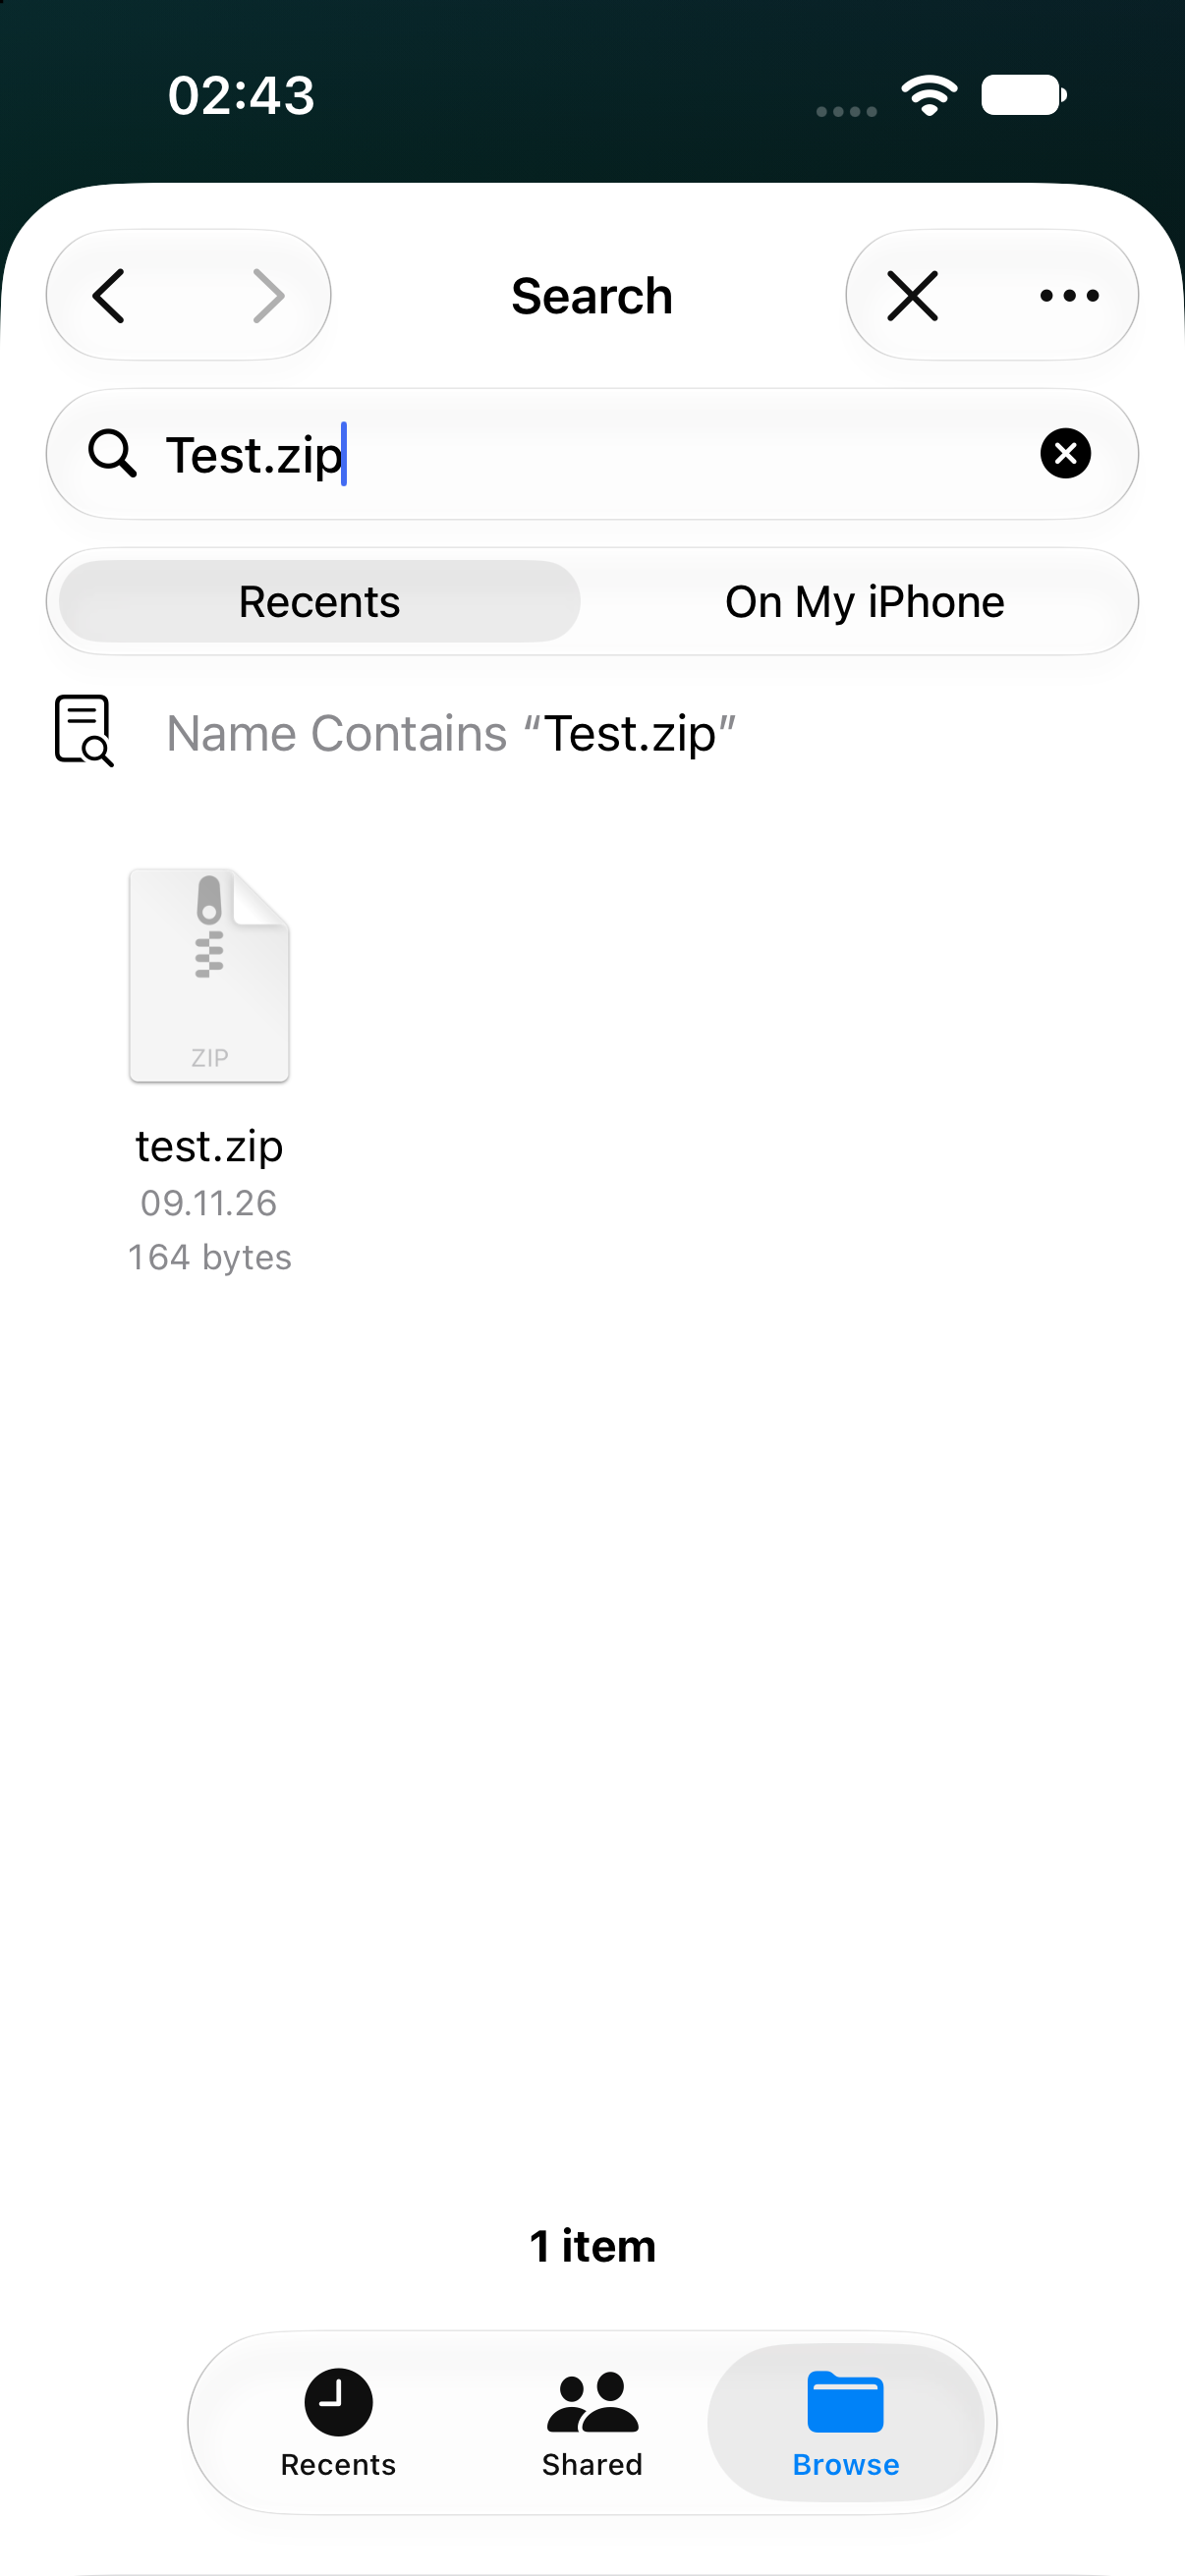 02:43
Search
Test.zip
Recents
On My iPhone
Name Contains “Test.zip”
ZIP
test.zip
09.11.26
164 bytes
1 item
Recents
Shared
Browse